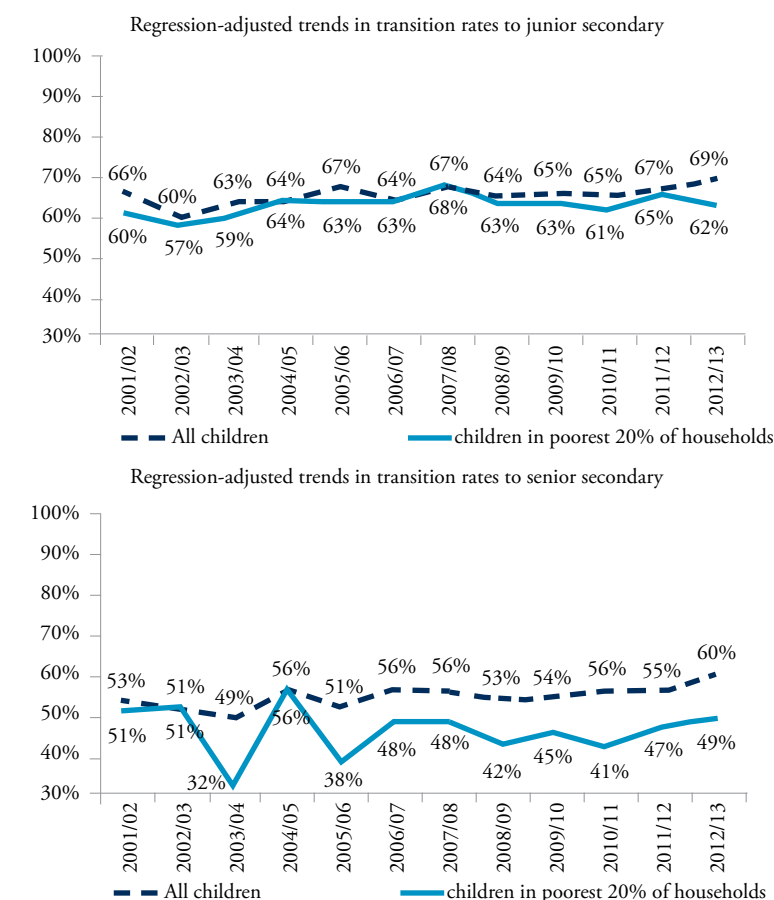 Regression-adjusted trends in transition rates to junior secondary
100%
90%
80%
70%
60%
50%
40%
30%
66% 60% 63% 64% 67% 64% 67% 64% 65% 65% 67% 69%
60% 57% 59% 64% 63% 63% 68% 63% 63% 61% 65% 62%
2001/02 2002/03 2003/04 2004/05 2005/06 2006/07 2007/08 2008/09 2009/10 2010/11 2011/12 2012/13
All children children in poorest 20% of households
Regression-adjusted trends in transition rates to senior secondary
100%
90%
80%
70%
60%
50%
40%
30%
53% 51% 49% 56% 51% 56% 56% 53% 54% 56% 55% 60%
51% 51% 32% 56% 38% 48% 48% 42% 45% 41% 47% 49%
2001/02 2002/03 2003/04 2004/05 2005/06 2006/07 2007/08 2008/09 2009/10 2010/11 2011/12 2012/13
All children children in poorest 20% of households